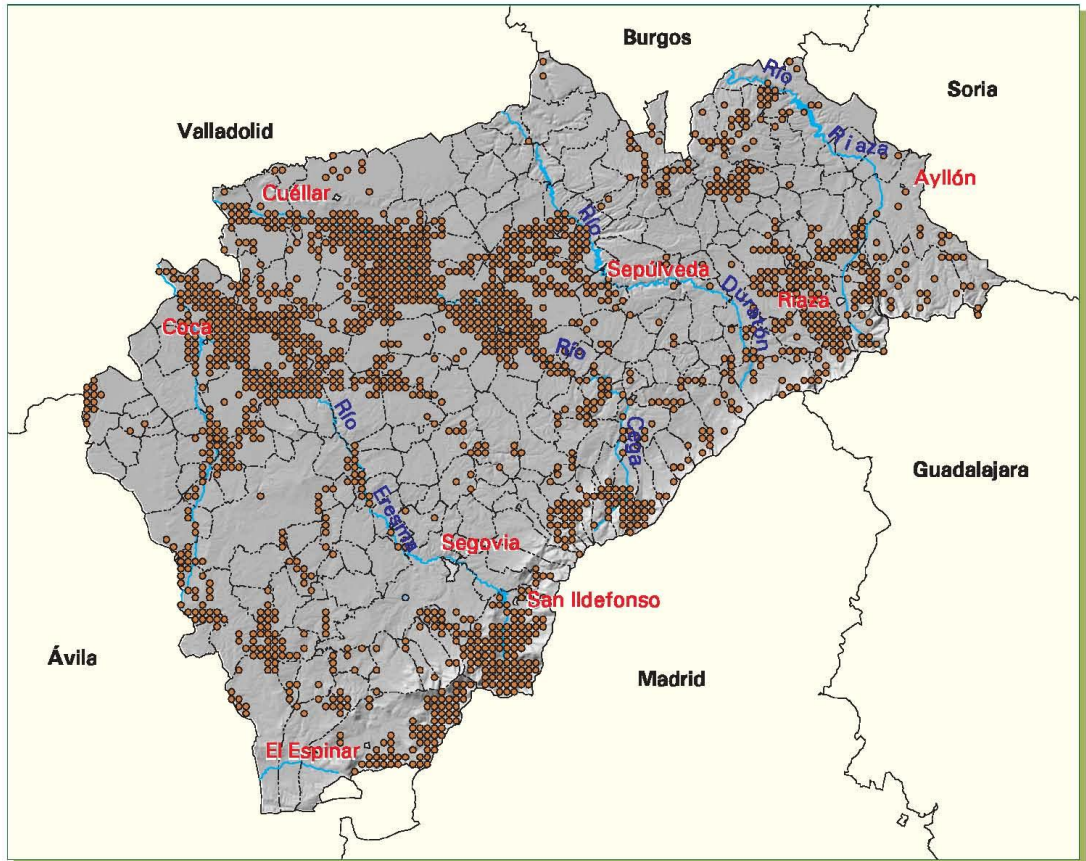 Burgos
Soria
Valladolid
Río
Riaza
Ayllón
Cuéllar
Río
Sepúlveda
Duratón
Riaza
Coca
Río
Río
Cega
Guadalajara
Eresma
Segovia
San Ildefonso
Ávila
Madrid
El Espinar